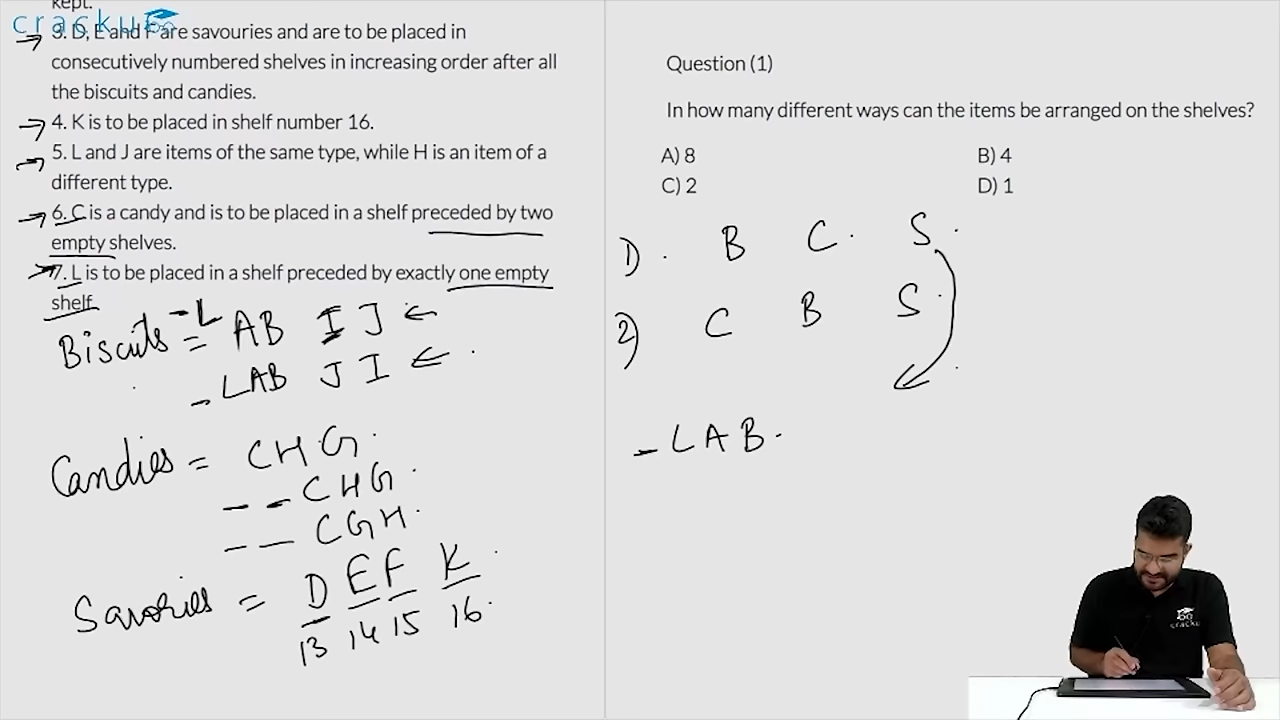 kept.
cracku
3. D, E and F are savouries and are to be placed in
consecutively numbered shelves in increasing order after all
the biscuits and candies.
4. K is to be placed in shelf number 16.
5. L and J are items of the same type, while H is an item of a
different type.
6. C is a candy and is to be placed in a shelf preceded by two
empty shelves.
7. L is to be placed in a shelf preceded by exactly one empty
shelf.
Biscuits = - L AB I J ←
- LAB J I ←
Candies = CHG.
- - CHG.
- - CGH.
Savories = D E F K
13 14 15 16.
Question (1)
In how many different ways can the items be arranged on the shelves?
A) 8
B) 4
C) 2
D) 1
1) . B C . S .
2) C B S .
- LAB.
cracku